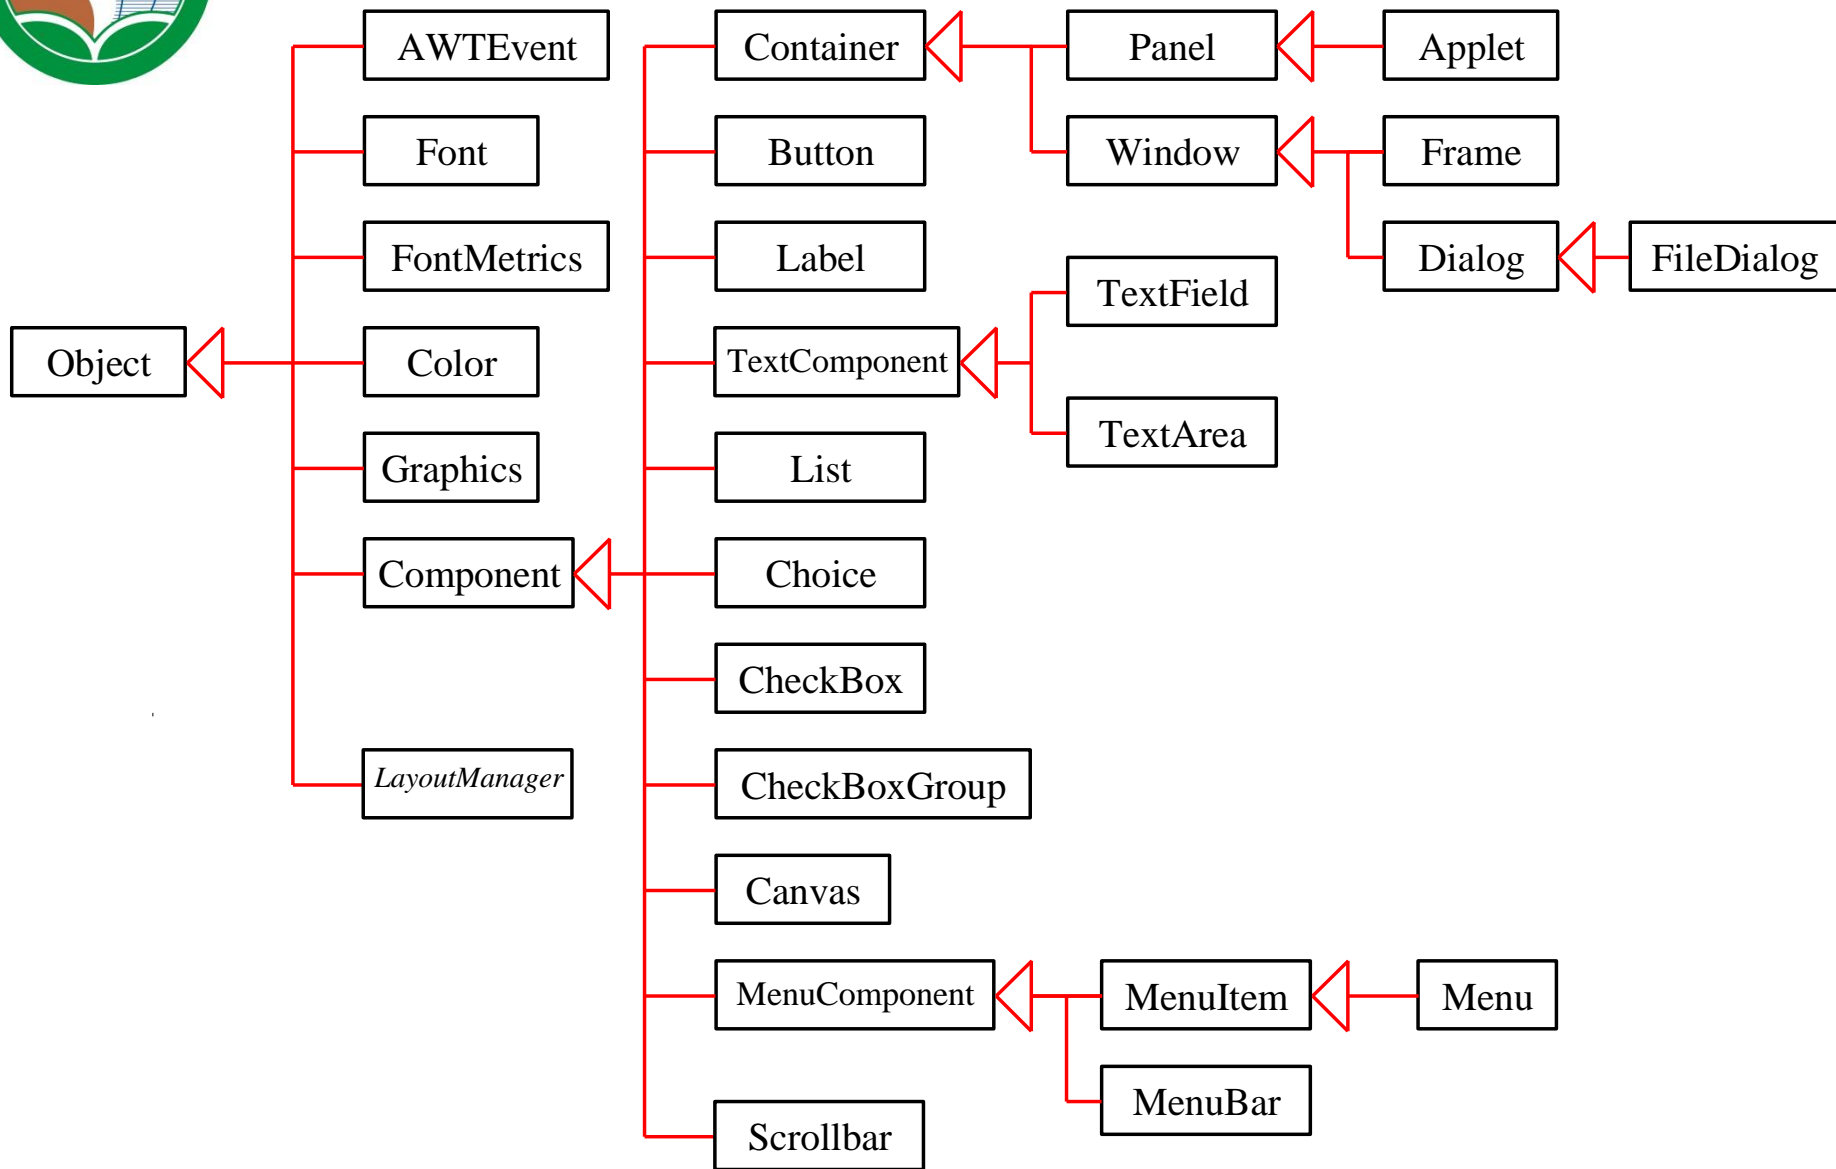 AWTEvent
Container
Panel
Applet
Font
Button
Window
Frame
FontMetrics
Label
Dialog
FileDialog
TextField
Object
Color
TextComponent
TextArea
Graphics
List
Component
Choice
CheckBox
LayoutManager
CheckBoxGroup
Canvas
MenuComponent
MenuItem
Menu
MenuBar
Scrollbar